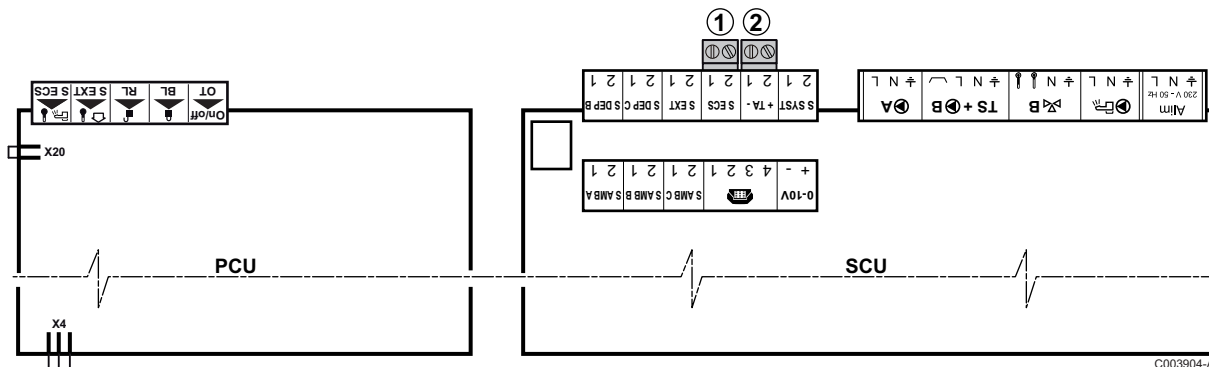 1 2
S ECS S EXT RL BL OT
On/off
X20
1 2 1 2 1 2 1 2 1 2 1 2
S DEP B S DEP C S EXT S ECS + TA - S SYST
N L N L N L N L
A TS + B B Alim
230 V - 50 Hz
1 2 1 2 1 2 1 2 3 4 - +
S AMB A S AMB B S AMB C 0-10V
PCU SCU
X4
C003904-A